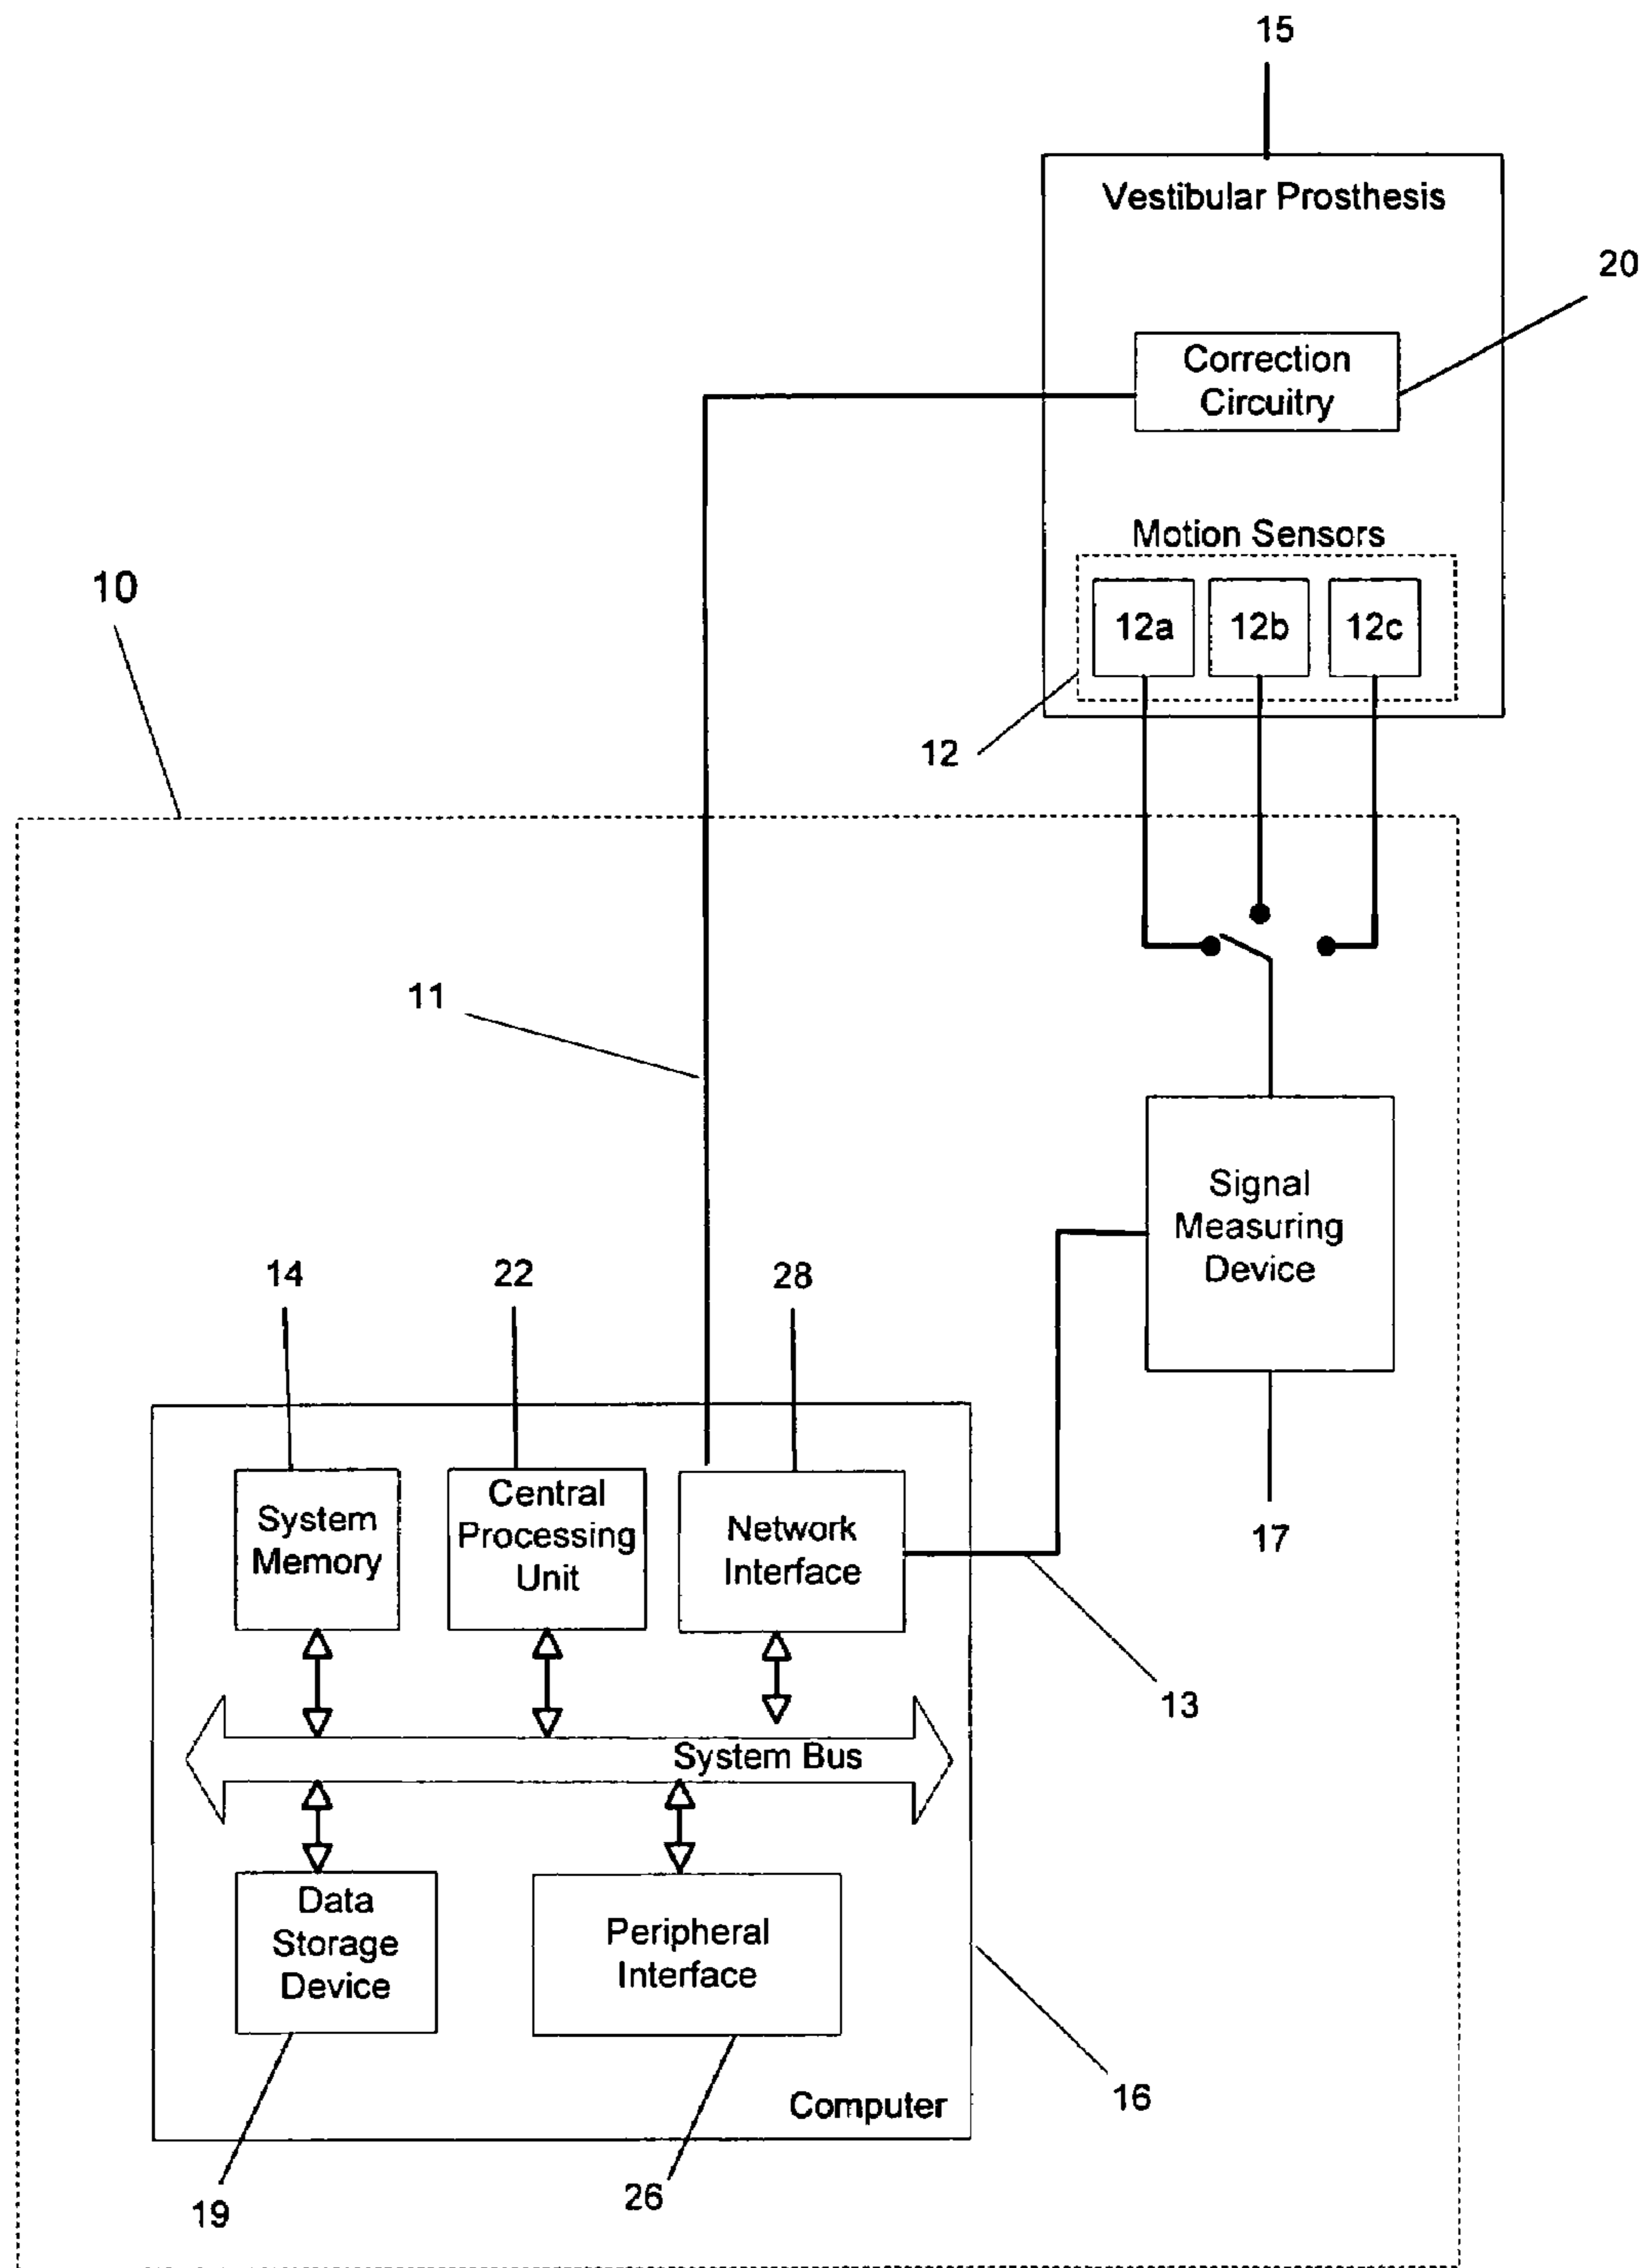 15
Vestibular Prosthesis
20
Correction
Circuitry
Motion Sensors
10
12a 12b 12c
12
11
Signal
Measuring
Device
14 22 28
17
System
Memory
Central
Processing
Unit
Network
Interface
13
System Bus
Data
Storage
Device
Peripheral
Interface
16
Computer
19
26